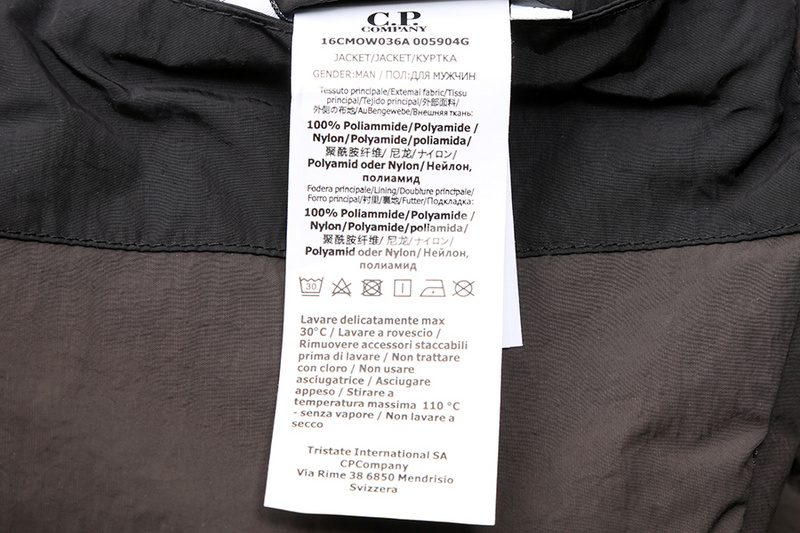 C.P.
COMPANY
16CMOW036A 005904G
JACKET/JACKET/КУРТКА
GENDER:MAN / ПОЛ:ДЛЯ МУЖЧИН
Tessuto principale/External fabric/Tissu
principal/Tejido principal/外部面料/
外側の布地/AuBengewebe/Внешняя ткань:
100% Poliammide/Polyamide /
Nylon/Polyamide/poliamida/
聚酰胺纤维/ 尼龙/ナイロン/
Polyamid oder Nylon/Нейлон,
полиамид
Fodera principale/Lining/Doublure principale/
Forro principal/衬里/裏地/Futter/Подкладка:
100% Poliammide/Polyamide /
Nylon/Polyamide/poliamida/
聚酰胺纤维/ 尼龙/ナイロン/
Polyamid oder Nylon/Нейлон,
полиамид
30
Lavare delicatamente max
30°C / Lavare a rovescio /
Rimuovere accessori staccabili
prima di lavare / Non trattare
con cloro / Non usare
asciugatrice / Asciugare
appeso / Stirare a
temperatura massima 110 °C
- senza vapore / Non lavare a
secco
Tristate International SA
CPCompany
Via Rime 38 6850 Mendrisio
Svizzera